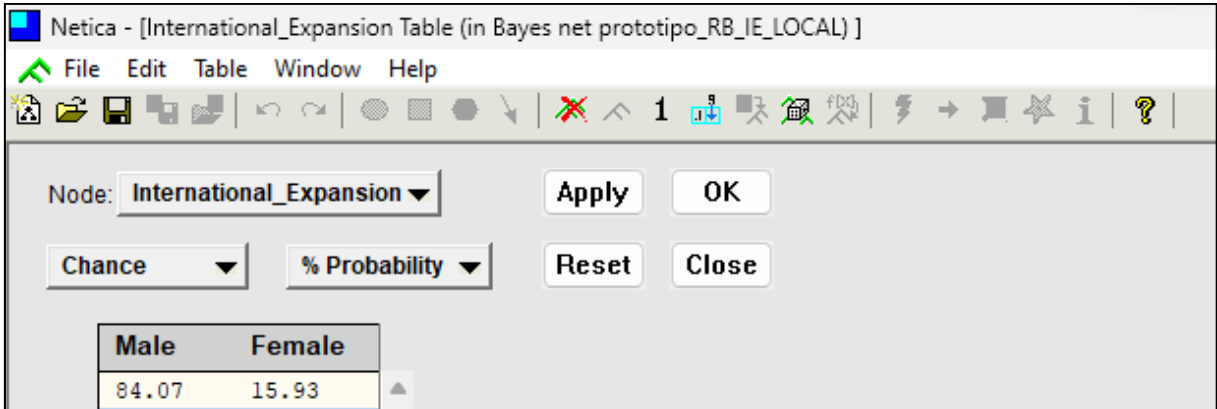 Netica - [International_Expansion Table (in Bayes net prototipo_RB_IE_LOCAL) ]
File Edit Table Window Help
1 f(x) i ?
Node: International_Expansion Apply OK
Chance % Probability Reset Close
Male Female
84.07 15.93